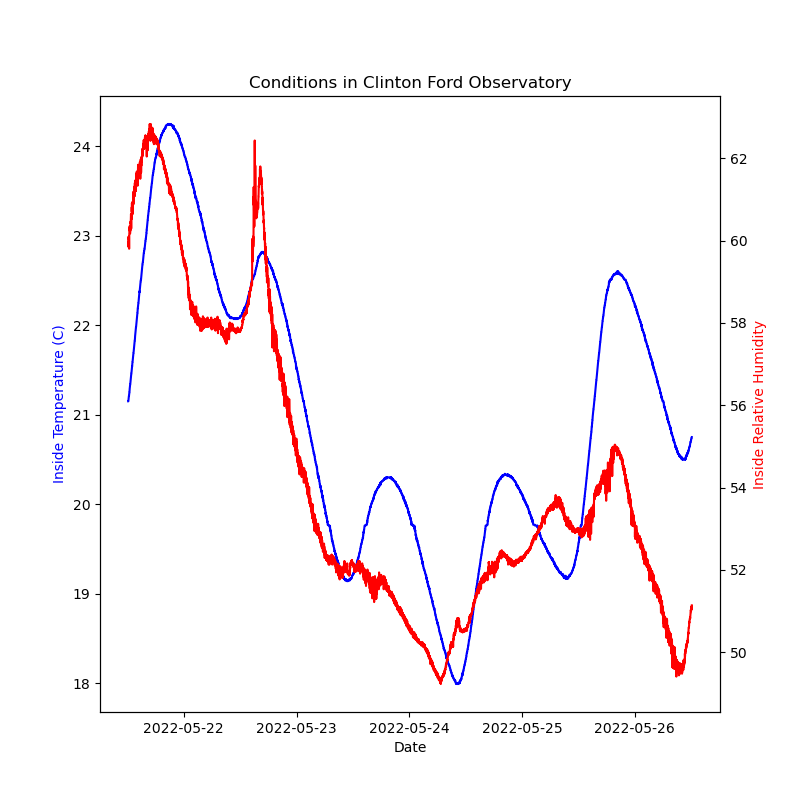 Conditions in Clinton Ford Observatory
Inside Temperature (C)
24
23
22
21
20
19
18
62
60
58
56
54
52
50
Inside Relative Humidity
2022-05-22 2022-05-23 2022-05-24 2022-05-25 2022-05-26
Date